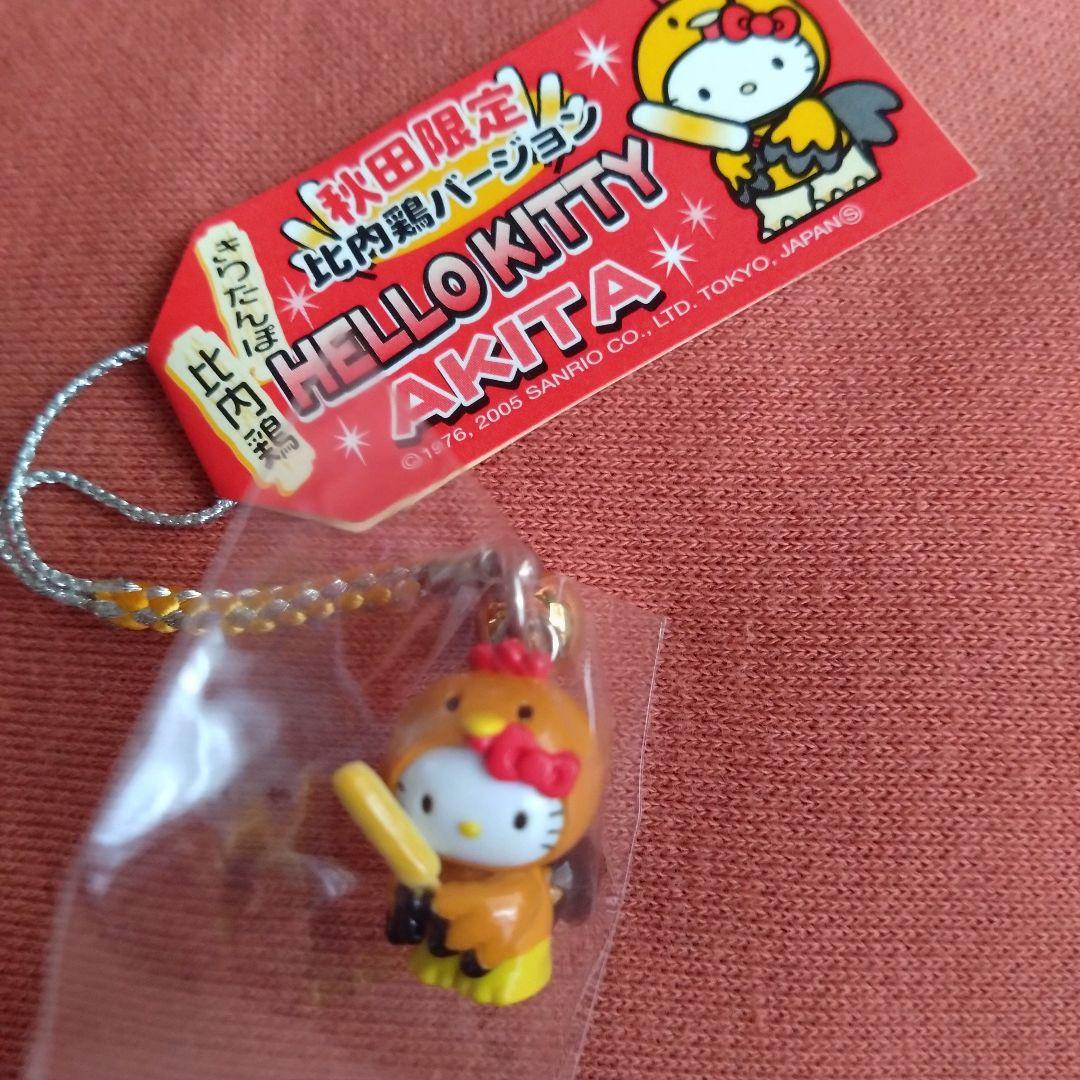 秋田限定
比内鶏バージョン
HELLO KITTY
AKITA
きりたんぽ
比内鶏
© 1976, 2005 SANRIO CO., LTD. TOKYO, JAPAN Ⓢ